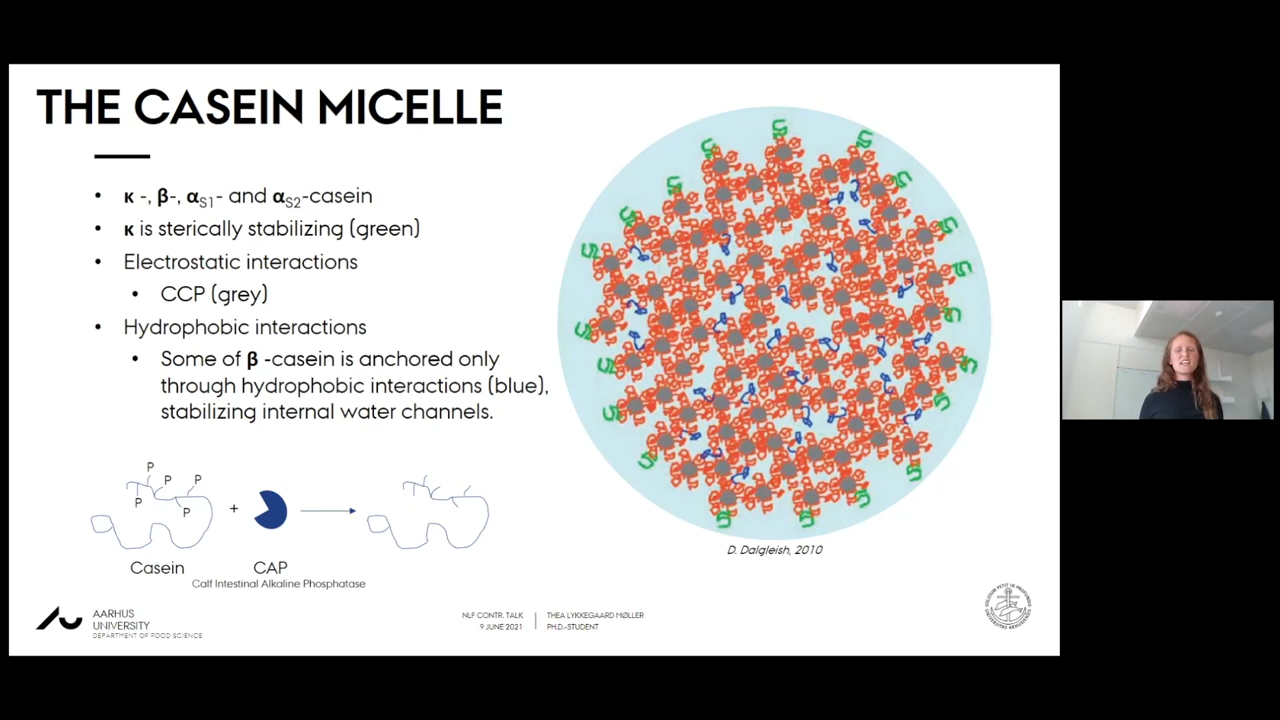 THE CASEIN MICELLE
• κ -, β-, αS1- and αS2-casein
• κ is sterically stabilizing (green)
• Electrostatic interactions
• CCP (grey)
• Hydrophobic interactions
• Some of β -casein is anchored only
through hydrophobic interactions (blue),
stabilizing internal water channels.
P
P
P
P
P
+
Casein
CAP
Calf Intestinal Alkaline Phosphatase
D. Dalgleish, 2010
AARHUS
UNIVERSITY
DEPARTMENT OF FOOD SCIENCE
NLF CONTR. TALK
9 JUNE 2021
THEA LYKKEGAARD MØLLER
PH.D.-STUDENT